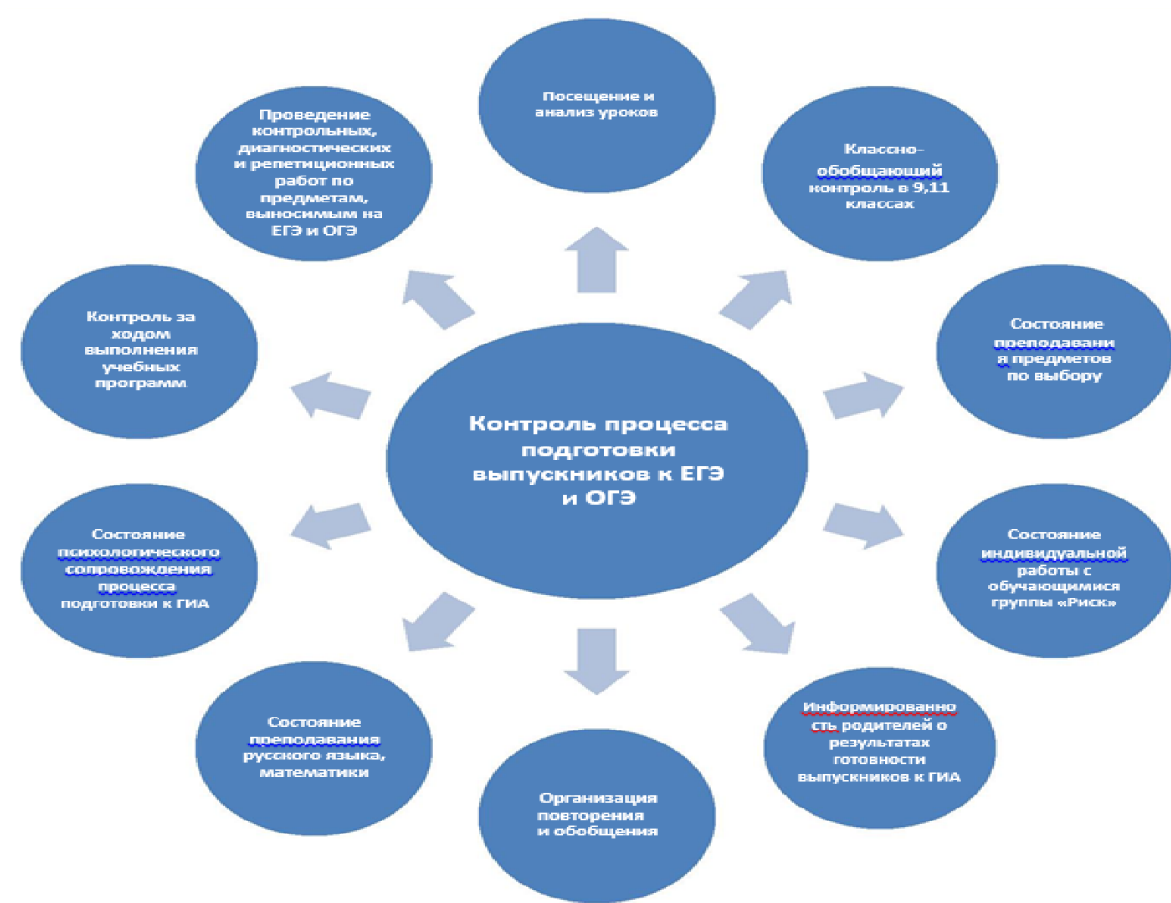 Посещение и
анализ уроков
Классно-
обобщающий
контроль в 9,11
классах
Состояние
преподавани
я предметов
по выбору
Состояние
индивидуальной
работы с
обучающимися
группы «Риск»
Информированно
сть родителей о
результатах
готовности
выпускников к ГИА
Организация
повторения
и обобщения
Состояние
преподавания
русского языка,
математики
Состояние
психологического
сопровождения
процесса
подготовки к ГИА
Контроль за
ходом
выполнения
учебных
программ
Проведение
контрольных,
диагностических
и репетиционных
работ по
предметам,
выносимым на
ЕГЭ и ОГЭ
Контроль процесса
подготовки
выпускников к ЕГЭ
и ОГЭ